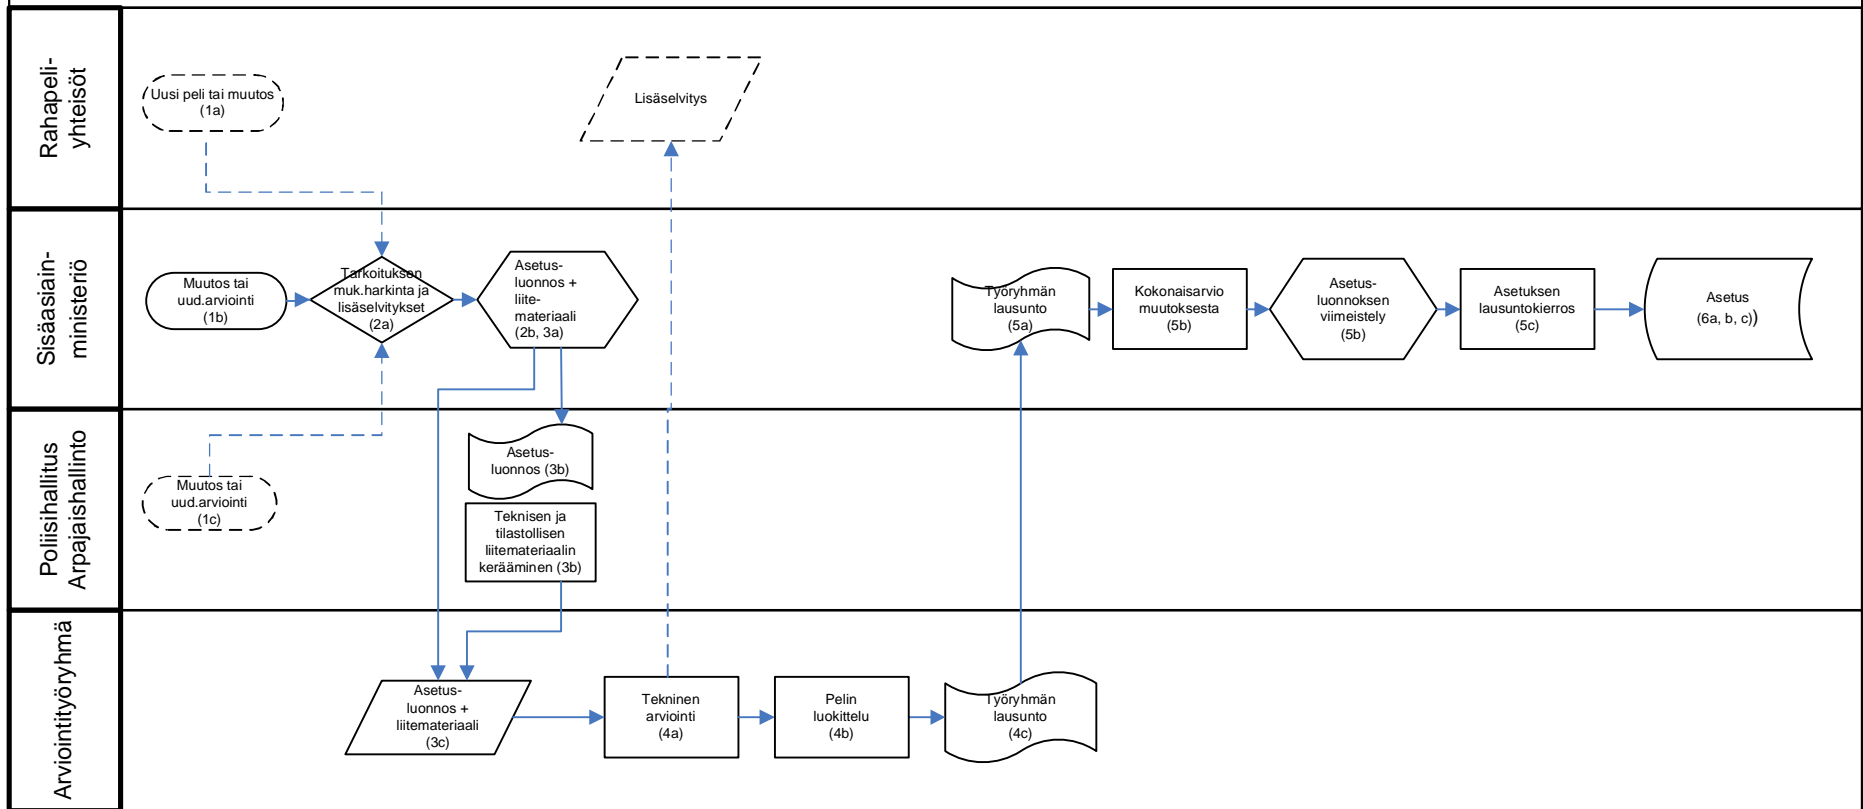 Rahapeli-
yhteisöt
Uusi peli tai muutos
(1a)
Lisäselvitys
Sisäasiain-
ministeriö
Muutos tai
uud.arviointi
(1b)
Tarkoituksen
muk.harkinta ja
lisäselvitykset
(2a)
Asetus-
luonnos +
liite-
materiaali
(2b, 3a)
Työryhmän
lausunto
(5a)
Kokonaisarvio
muutoksesta
(5b)
Asetus-
luonnoksen
viimeistely
(5b)
Asetuksen
lausuntokierros
(5c)
Asetus
(6a, b, c)
Poliisihallitus
Arpajaishallinto
Muutos tai
uud.arviointi
(1c)
Asetus-
luonnos (3b)
Teknisen ja
tilastollisen
liitemateriaalin
kerääminen (3b)
Arviointityöryhmä
Asetus-
luonnos +
liitemateriaali
(3c)
Tekninen
arviointi
(4a)
Pelin
luokittelu
(4b)
Työryhmän
lausunto
(4c)